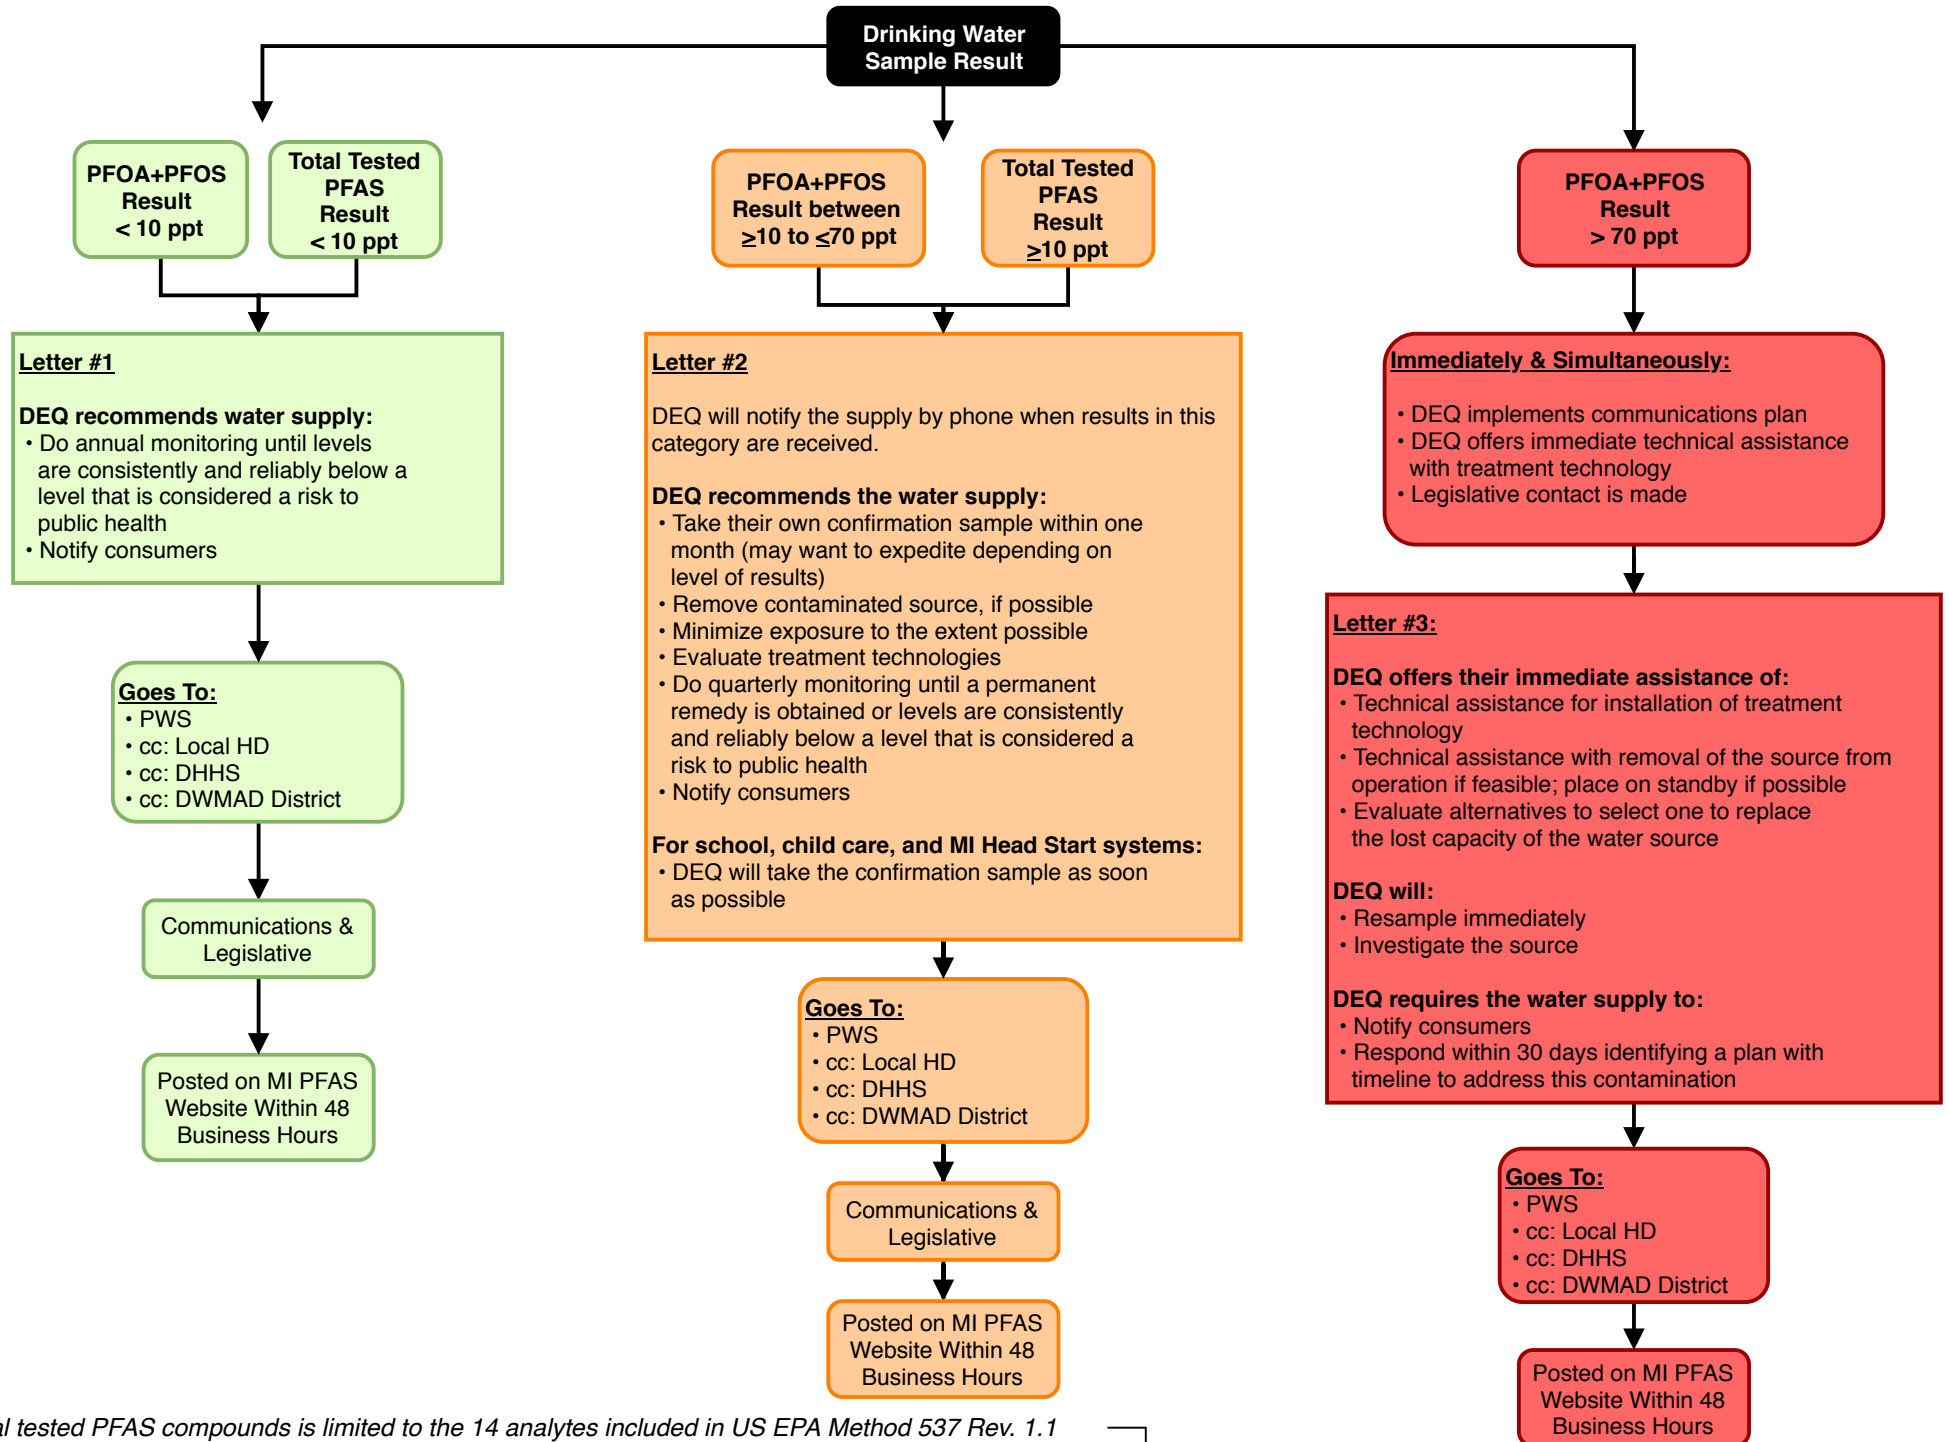 Drinking Water
Sample Result
PFOA+PFOS
Result
< 10 ppt
Total Tested
PFAS
Result
< 10 ppt
PFOA+PFOS
Result between
≥10 to ≤70 ppt
Total Tested
PFAS
Result
≥10 ppt
PFOA+PFOS
Result
> 70 ppt
Letter #1
DEQ recommends water supply:
• Do annual monitoring until levels
are consistently and reliably below a
level that is considered a risk to
public health
• Notify consumers
Goes To:
• PWS
• cc: Local HD
• cc: DHHS
• cc: DWMAD District
Communications &
Legislative
Posted on MI PFAS
Website Within 48
Business Hours
Letter #2
DEQ will notify the supply by phone when results in this
category are received.
DEQ recommends the water supply:
• Take their own confirmation sample within one
month (may want to expedite depending on
level of results)
• Remove contaminated source, if possible
• Minimize exposure to the extent possible
• Evaluate treatment technologies
• Do quarterly monitoring until a permanent
remedy is obtained or levels are consistently
and reliably below a level that is considered a
risk to public health
• Notify consumers
For school, child care, and MI Head Start systems:
• DEQ will take the confirmation sample as soon
as possible
Goes To:
• PWS
• cc: Local HD
• cc: DHHS
• cc: DWMAD District
Communications &
Legislative
Posted on MI PFAS
Website Within 48
Business Hours
Immediately & Simultaneously:
• DEQ implements communications plan
• DEQ offers immediate technical assistance
with treatment technology
• Legislative contact is made
Letter #3:
DEQ offers their immediate assistance of:
• Technical assistance for installation of treatment
technology
• Technical assistance with removal of the source from
operation if feasible; place on standby if possible
• Evaluate alternatives to select one to replace
the lost capacity of the water source
DEQ will:
• Resample immediately
• Investigate the source
DEQ requires the water supply to:
• Notify consumers
• Respond within 30 days identifying a plan with
timeline to address this contamination
Goes To:
• PWS
• cc: Local HD
• cc: DHHS
• cc: DWMAD District
Posted on MI PFAS
Website Within 48
Business Hours
tested PFAS compounds is limited to the 14 analytes included in US EPA Method 537 Rev. 1.1